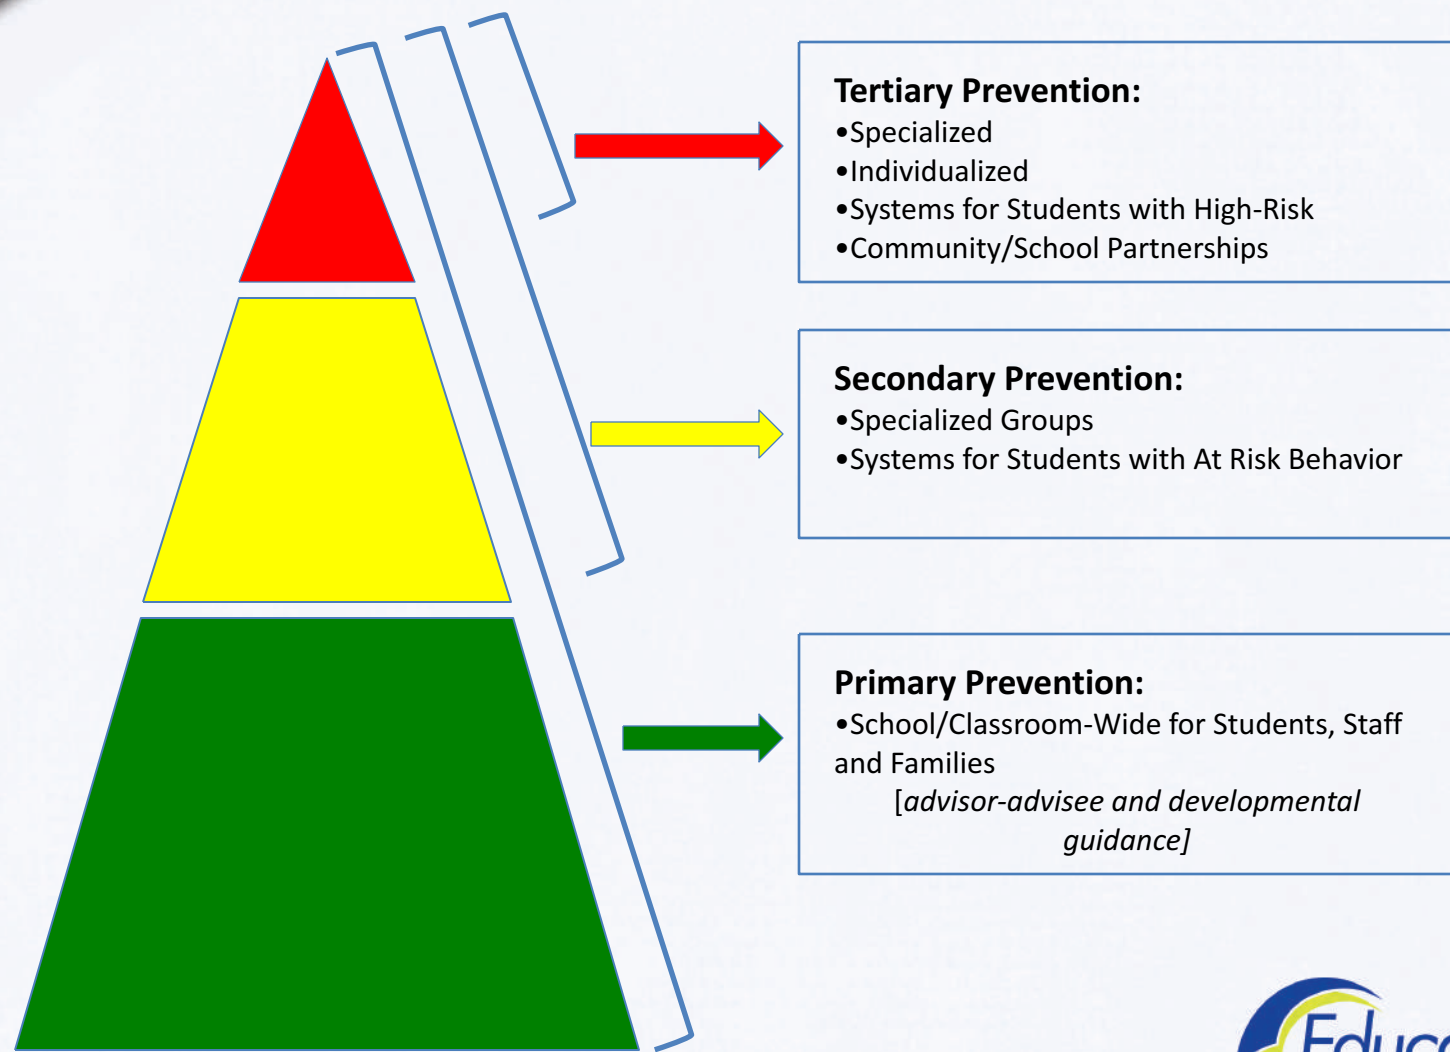 Tertiary Prevention:
•Specialized
•Individualized
•Systems for Students with High-Risk
•Community/School Partnerships
Secondary Prevention:
•Specialized Groups
•Systems for Students with At Risk Behavior
Primary Prevention:
•School/Classroom-Wide for Students, Staff
and Families
[advisor-advisee and developmental
guidance]